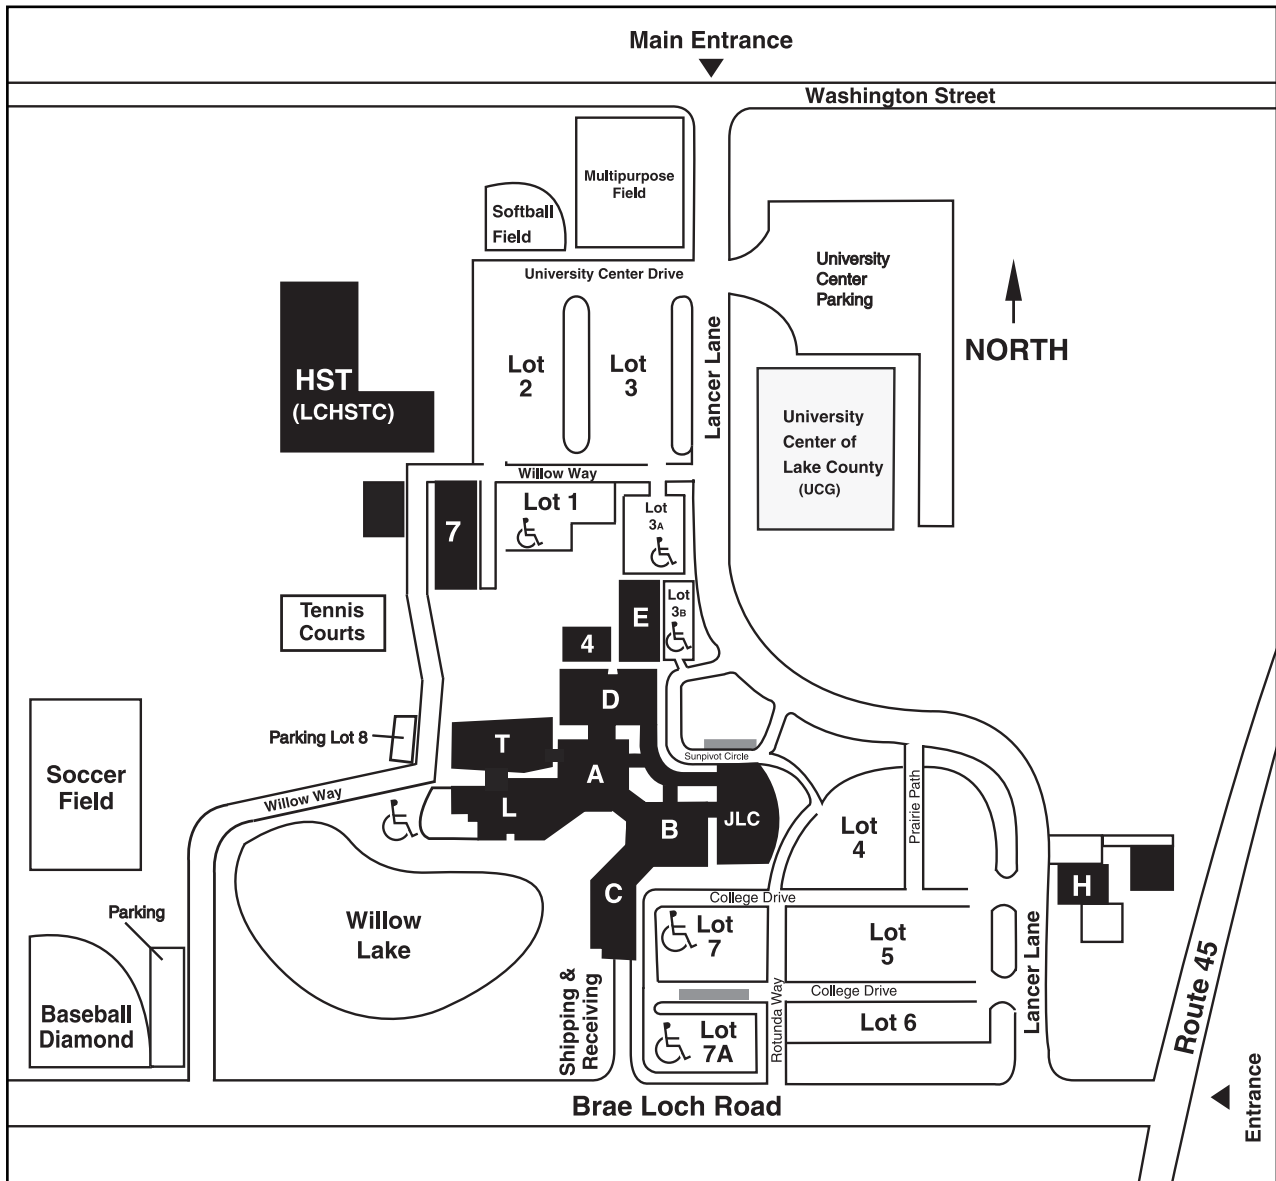 Main Entrance
Washington Street
Multipurpose
Field
Softball
Field
University Center Drive
University
Center
Parking
NORTH
HST
(LCHSTC)
Lot
2
Lot
3
Lancer Lane
University
Center of
Lake County
(UCG)
Willow Way
7
Lot 1
Lot
3A
Tennis
Courts
4
E
Lot
3B
D
Parking Lot 8
T
A
Sunpivot Circle
Soccer
Field
Willow Way
L
B
JLC
Lot
4
Prairie Path
C
H
College Drive
Parking
Willow
Lake
Lot
7
Lot
5
Lancer Lane
Route 45
Baseball
Diamond
Shipping &
Receiving
College Drive
Rotunda Way
Lot
7A
Lot 6
Brae Loch Road
Entrance